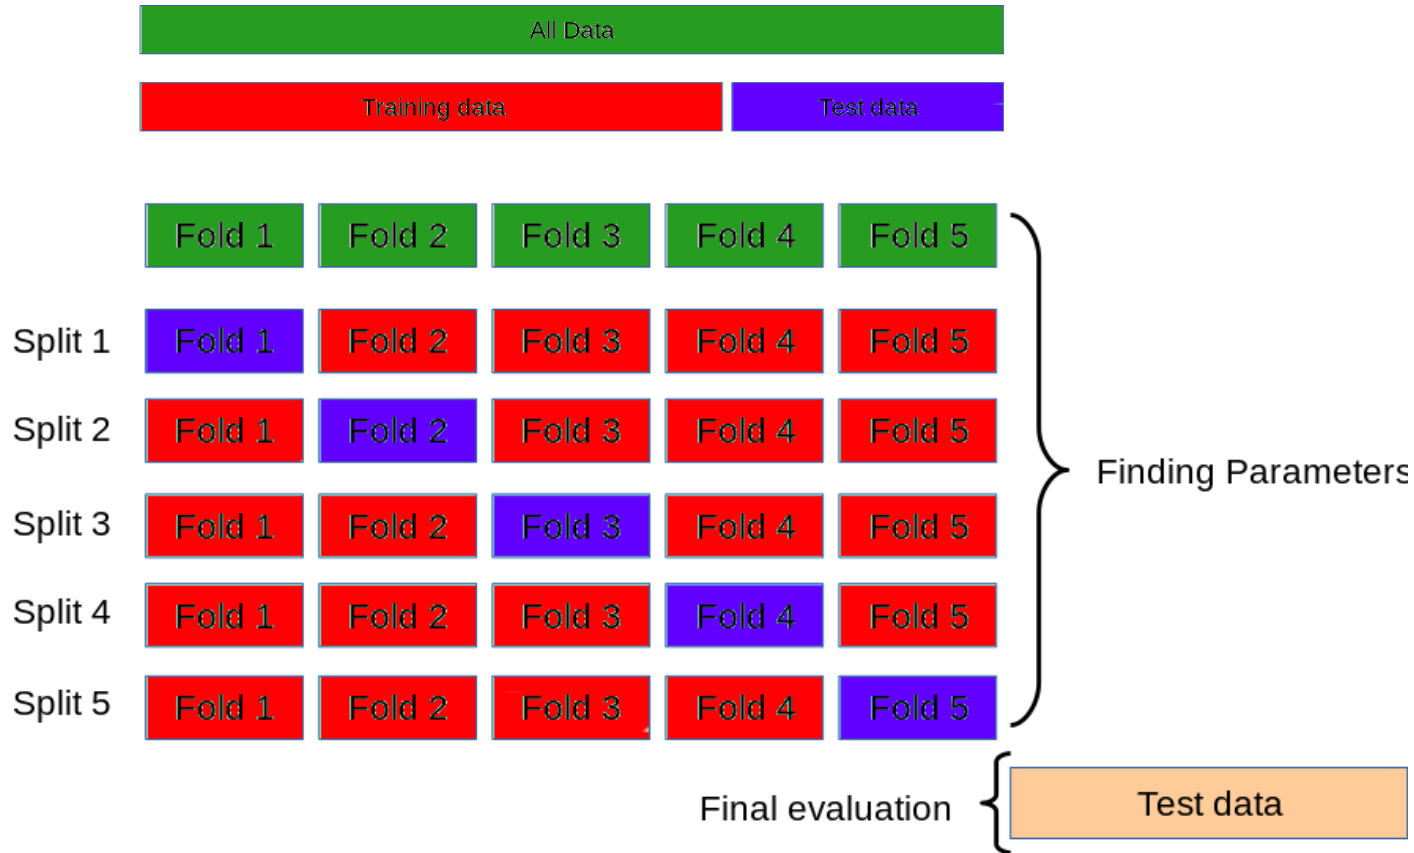 All Data
Training data Test data
Fold 1 Fold 2 Fold 3 Fold 4 Fold 5
Split 1 Fold 1 Fold 2 Fold 3 Fold 4 Fold 5
Split 2 Fold 1 Fold 2 Fold 3 Fold 4 Fold 5
Finding Parameters
Split 3 Fold 1 Fold 2 Fold 3 Fold 4 Fold 5
Split 4 Fold 1 Fold 2 Fold 3 Fold 4 Fold 5
Split 5 Fold 1 Fold 2 Fold 3 Fold 4 Fold 5
Final evaluation Test data